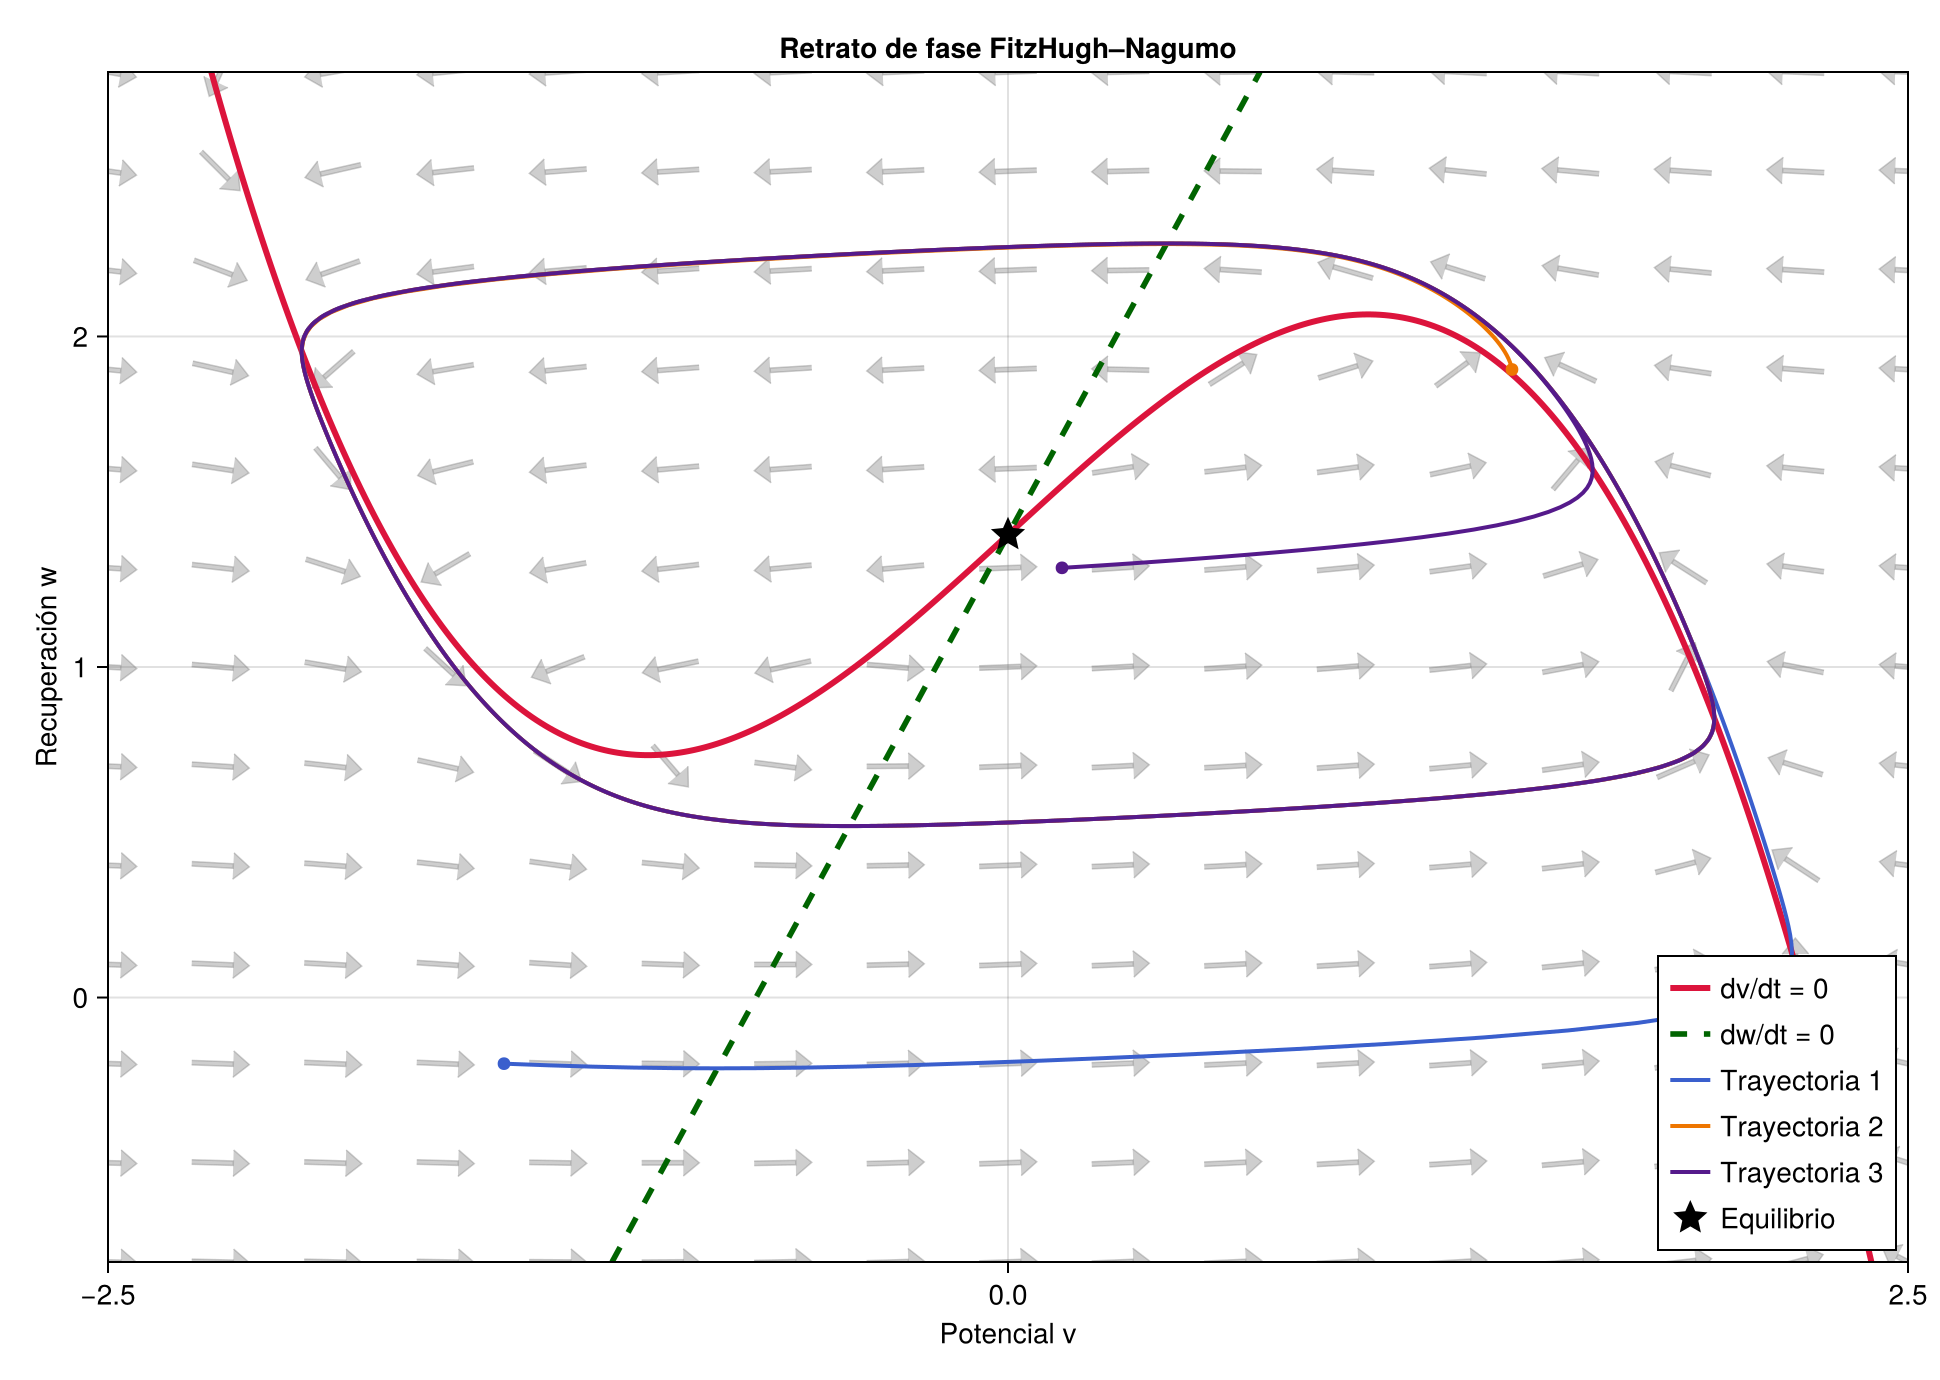 Retrato de fase FitzHugh–Nagumo
Recuperación w
2
1
0
−2.5
0.0
2.5
Potencial v
dv/dt = 0
dw/dt = 0
Trayectoria 1
Trayectoria 2
Trayectoria 3
Equilibrio